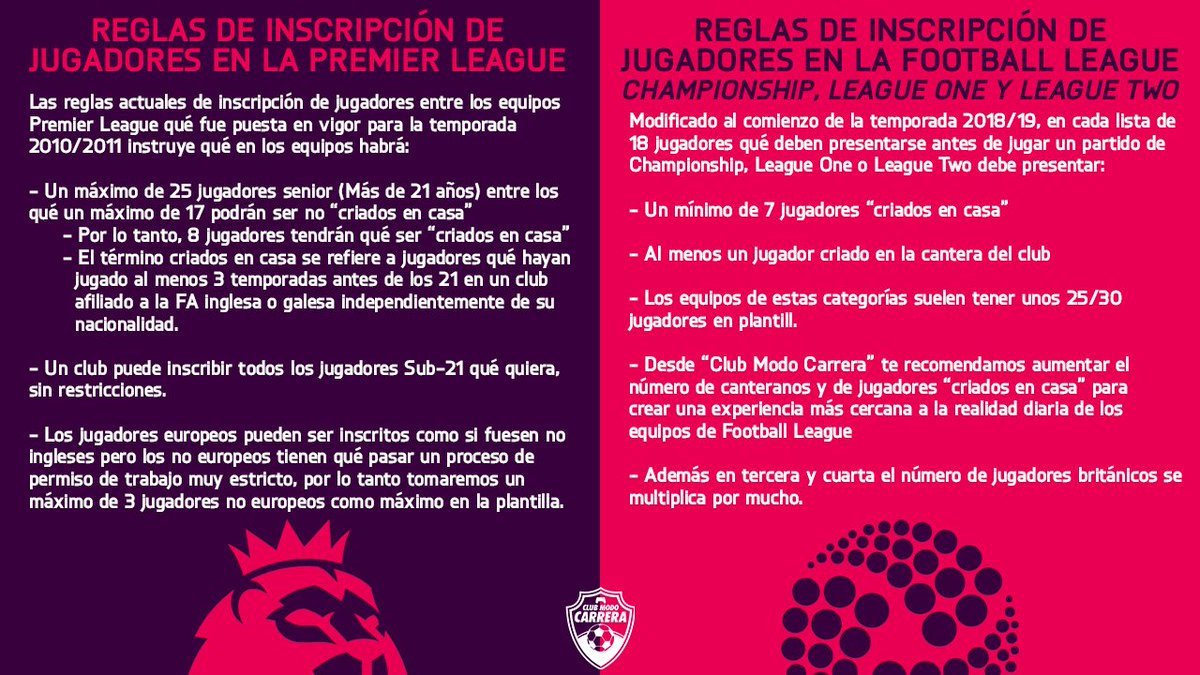 REGLAS DE INSCRIPCIÓN DE
JUGADORES EN LA PREMIER LEAGUE
Las reglas actuales de inscripción de jugadores entre los equipos
Premier League qué fue puesta en vigor para la temporada
2010/2011 instruye qué en los equipos habrá:
- Un máximo de 25 jugadores senior (Más de 21 años) entre los
qué un máximo de 17 podrán ser no “criados en casa”
- Por lo tanto, 8 jugadores tendrán qué ser “criados en casa”
- El término criados en casa se refiere a jugadores qué hayan
jugado al menos 3 temporadas antes de los 21 en un club
afiliado a la FA inglesa o galesa independientemente de su
nacionalidad.
- Un club puede inscribir todos los jugadores Sub-21 qué quiera,
sin restricciones.
- Los jugadores europeos pueden ser inscritos como si fuesen no
ingleses pero los no europeos tienen qué pasar un proceso de
permiso de trabajo muy estricto, por lo tanto tomaremos un
máximo de 3 jugadores no europeos como máximo en la plantilla.
REGLAS DE INSCRIPCIÓN DE
JUGADORES EN LA FOOTBALL LEAGUE
CHAMPIONSHIP, LEAGUE ONE Y LEAGUE TWO
Modificado al comienzo de la temporada 2018/19, en cada lista de
18 jugadores qué deben presentarse antes de jugar un partido de
Championship, League One o League Two debe presentar:
- Un mínimo de 7 jugadores “criados en casa”
- Al menos un jugador criado en la cantera del club
- Los equipos de estas categorías suelen tener unos 25/30
jugadores en plantill.
- Desde “Club Modo Carrera” te recomendamos aumentar el
número de canteranos y de jugadores “criados en casa” para
crear una experiencia más cercana a la realidad diaria de los
equipos de Football League
- Además en tercera y cuarta el número de jugadores británicos se
multiplica por mucho.
CLUB MODO
CARRERA